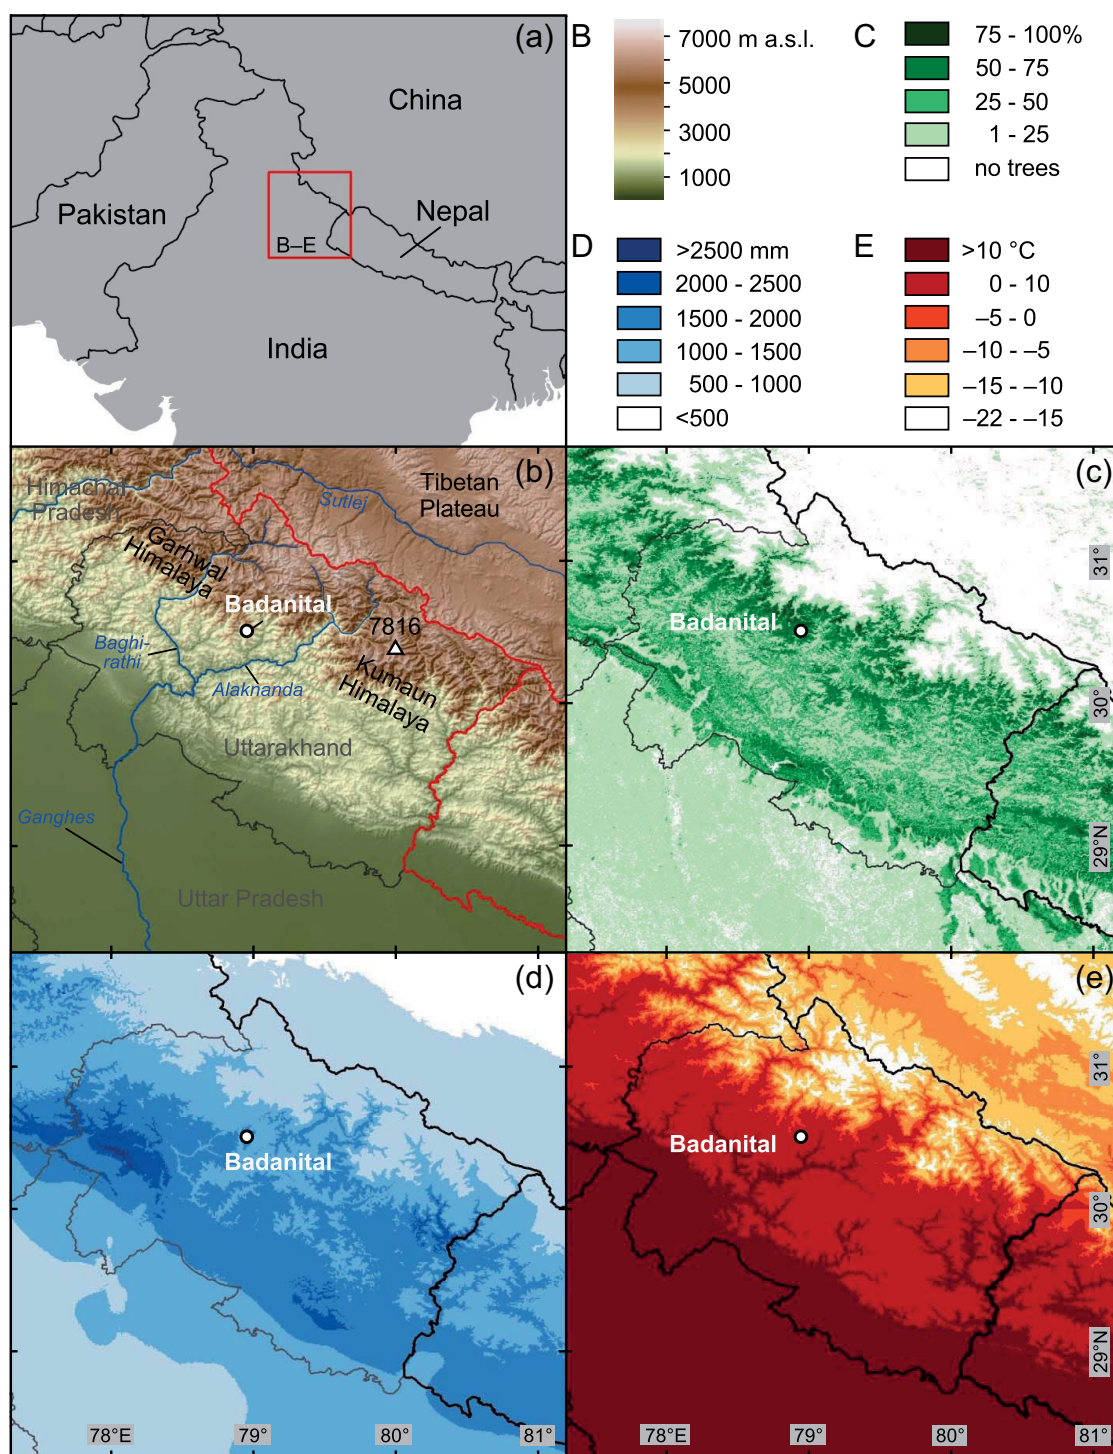 (a)
China
Pakistan
Nepal
B–E
India
B
7000 m a.s.l.
5000
3000
1000
C
75 - 100%
50 - 75
25 - 50
1 - 25
no trees
D
>2500 mm
2000 - 2500
1500 - 2000
1000 - 1500
500 - 1000
<500
E
>10 °C
0 - 10
–5 - 0
–10 - –5
–15 - –10
–22 - –15
(b)
Himachal
Pradesh
Tibetan
Plateau
Sutlej
Garhwal
Himalaya
Badanital
7816
Baghi-
rathi
Alaknanda
Kumaun
Himalaya
Uttarakhand
Ganghes
Uttar Pradesh
(c)
31°
Badanital
30°
29°N
(d)
Badanital
78°E
79°
80°
81°
(e)
31°
Badanital
30°
29°N
78°E
79°
80°
81°